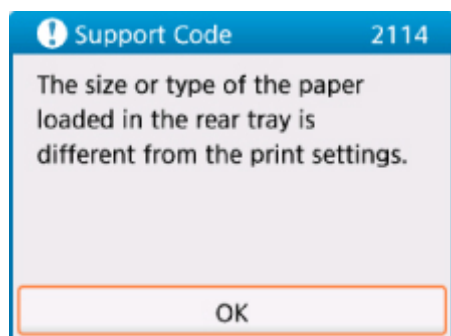 Support Code 2114
The size or type of the paper
loaded in the rear tray is
different from the print settings.
OK